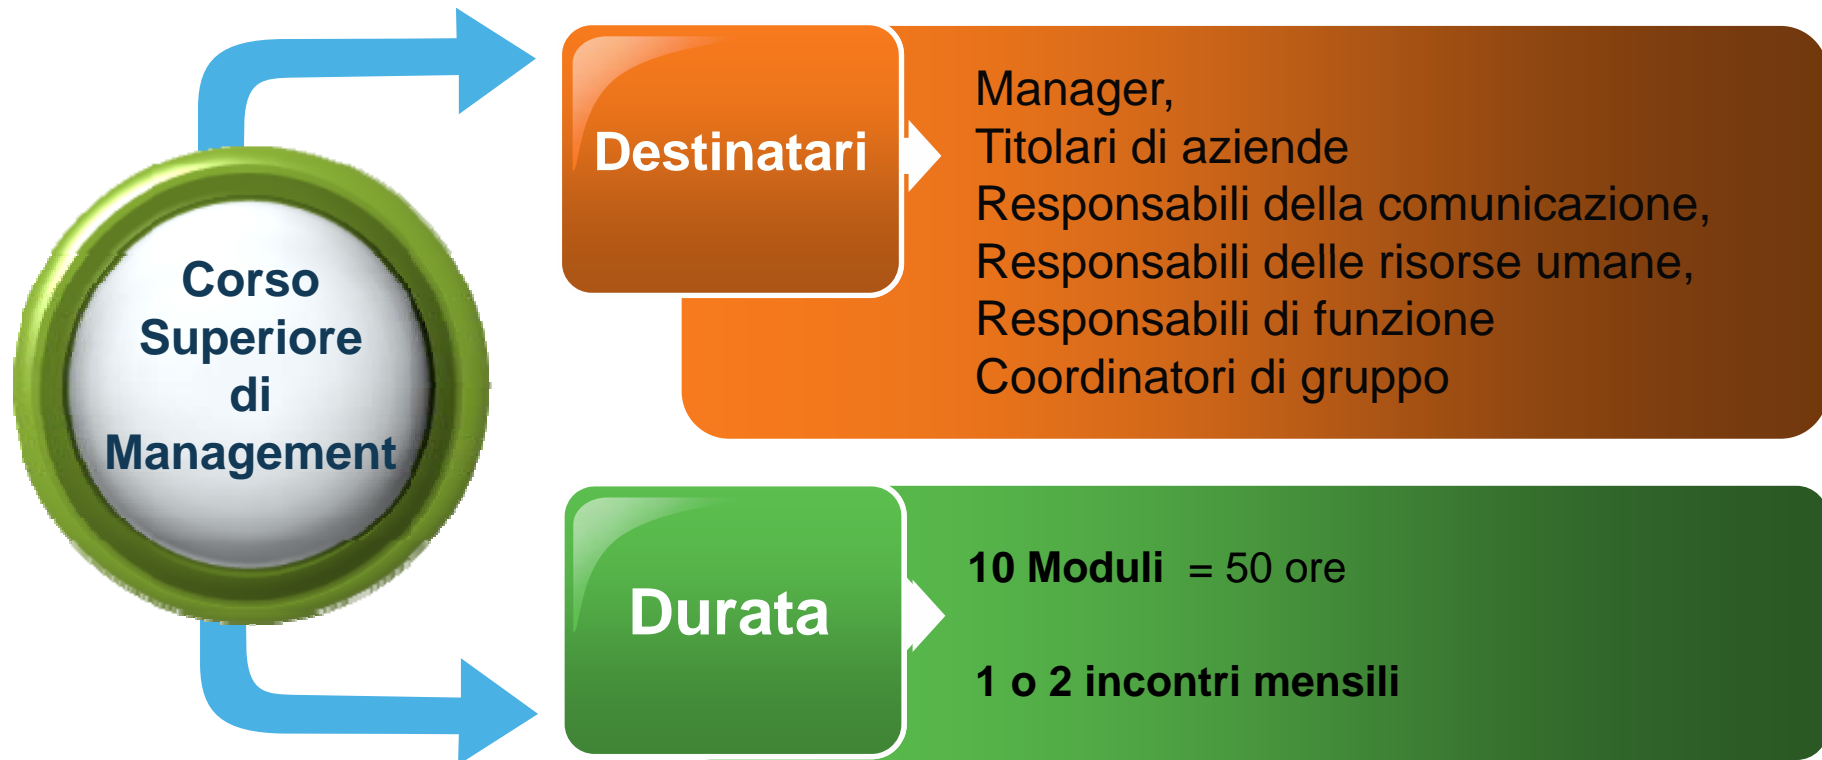 Corso
Superiore
di
Management
Destinatari
Manager,
Titolari di aziende
Responsabili della comunicazione,
Responsabili delle risorse umane,
Responsabili di funzione
Coordinatori di gruppo
Durata
10 Moduli = 50 ore
1 o 2 incontri mensili